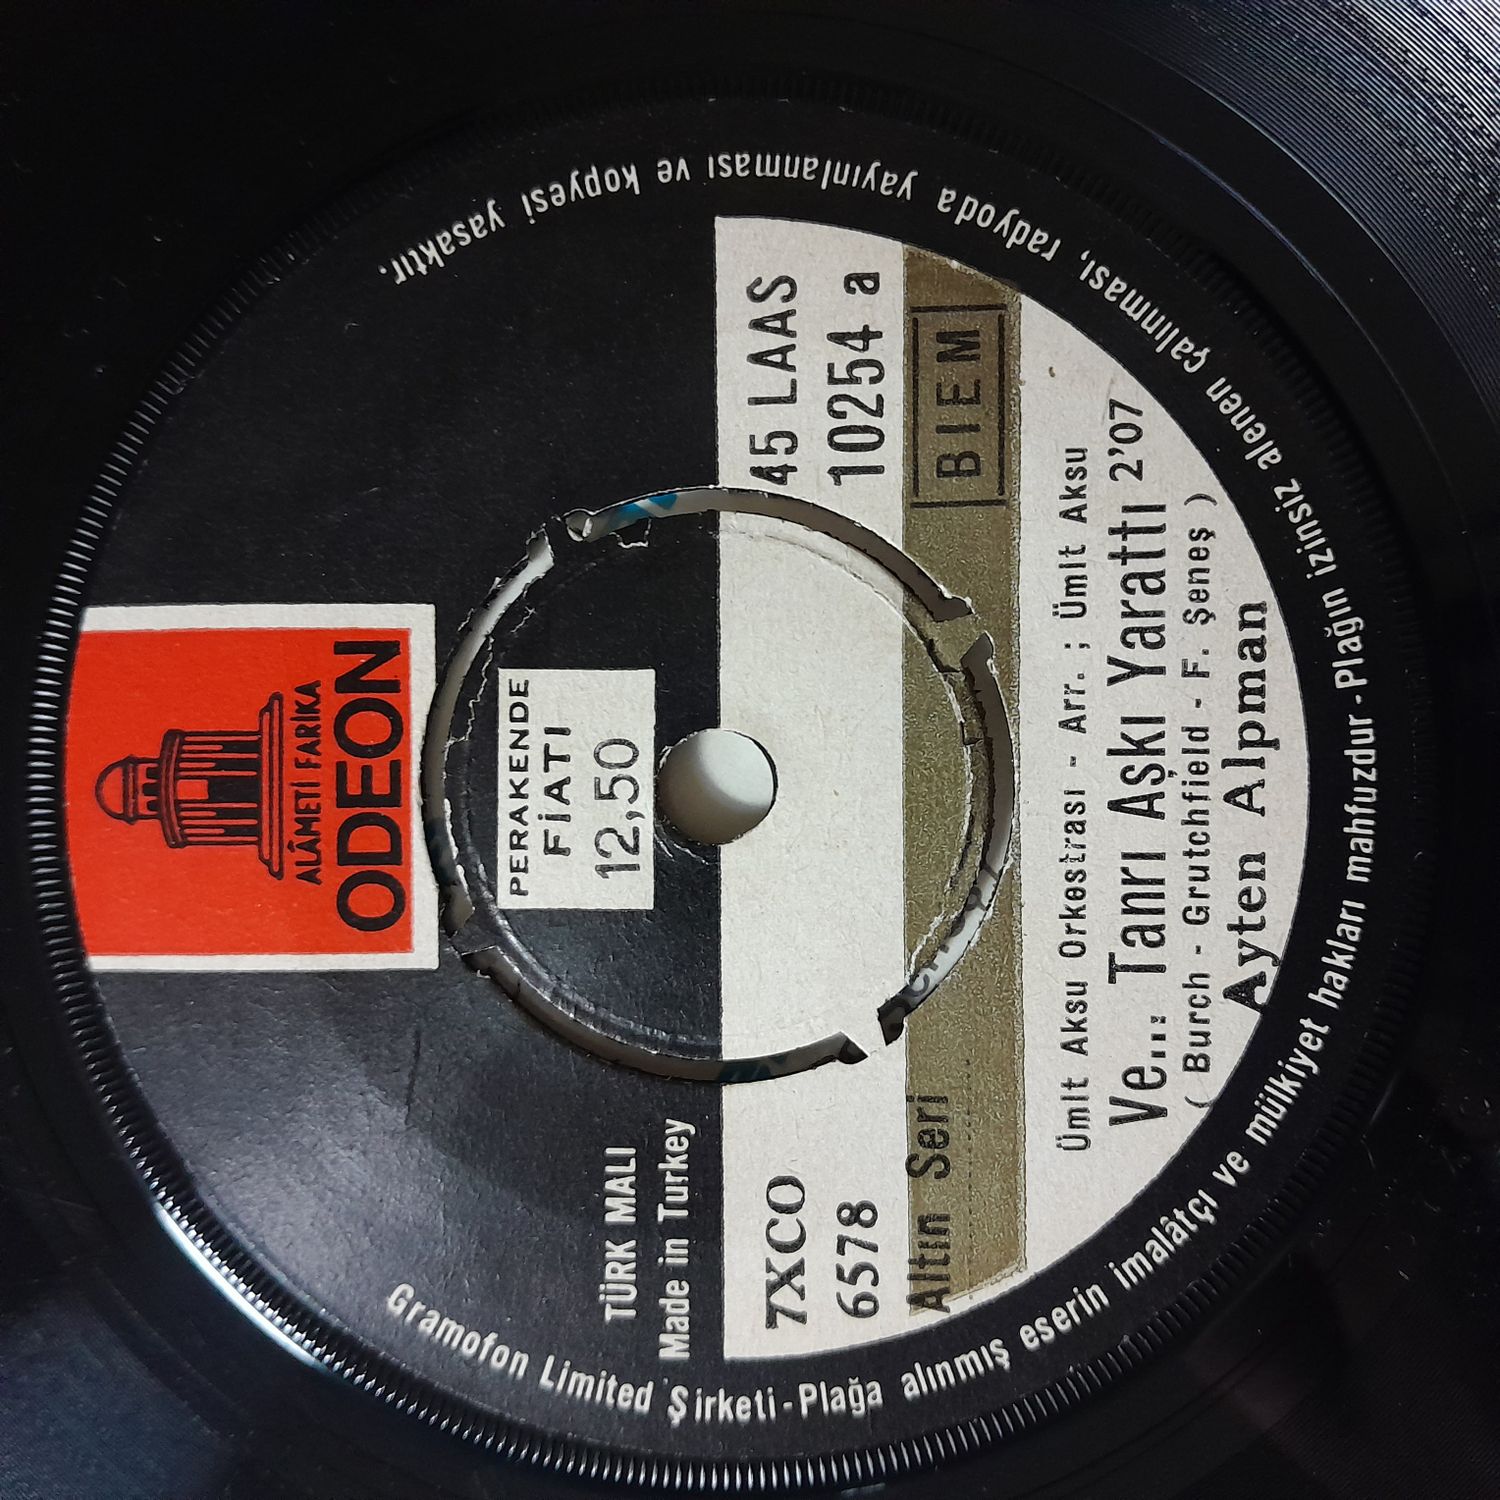 ALÂMETİ FARİKA
ODEON
PERAKENDE
FİATI
12,50
TÜRK MALI
Made in Turkey
7XCO
6578
45 LAAS
10254 a
Altın Seri
BIEM
Ümit Aksu Orkestrası - Arr. ; Ümit Aksu
Ve... Tanrı Aşkı Yarattı 2'07
( Burch - Grutchfield - F. Şeneş )
Ayten Alpman
Gramofon Limited Şirketi - Plağa alınmış eserin imalâtçı ve mülkiyet hakları mahfuzdur - Plağın izinsiz alenen çalınması, radyoda yayınlanması ve kopyesi yasaktır.